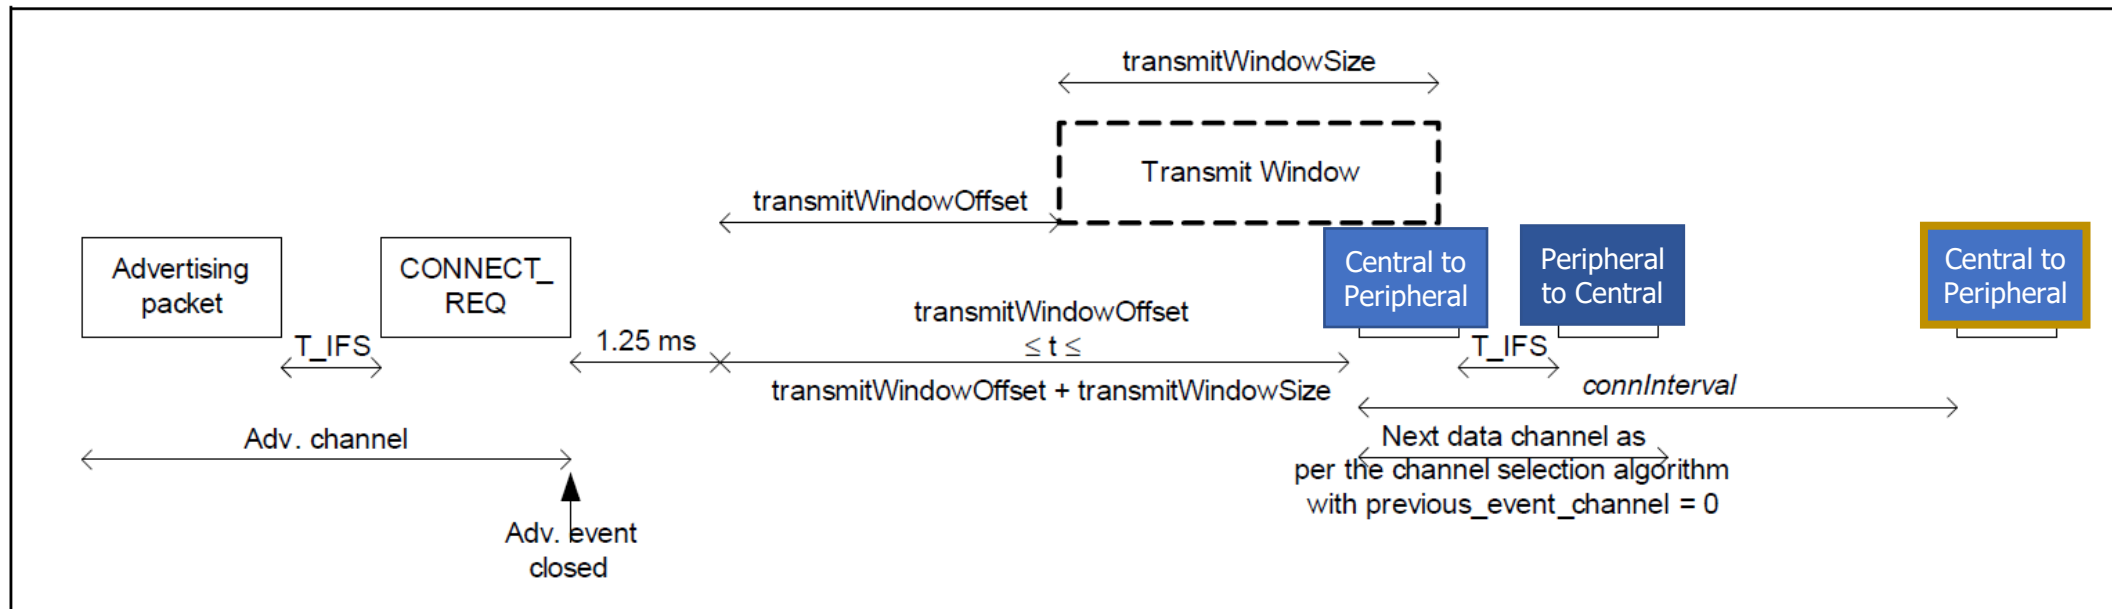 transmitWindowSize
Transmit Window
transmitWindowOffset
Advertising
packet
CONNECT_
REQ
Central to
Peripheral
Peripheral
to Central
Central to
Peripheral
T_IFS
1.25 ms
transmitWindowOffset
≤ t ≤
transmitWindowOffset + transmitWindowSize
T_IFS
connInterval
Adv. channel
Next data channel as
per the channel selection algorithm
with previous_event_channel = 0
Adv. event
closed